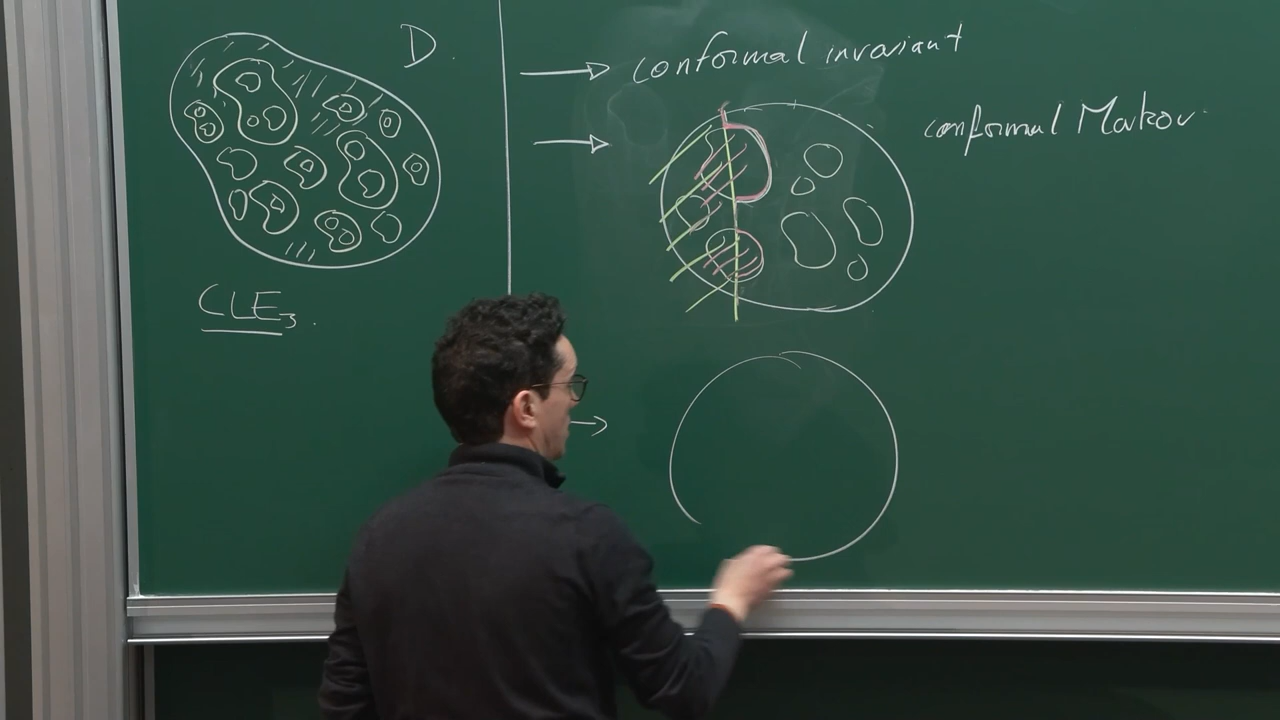 D.
→ conformal invariant
→ conformal Markov.
CLE₃.
→